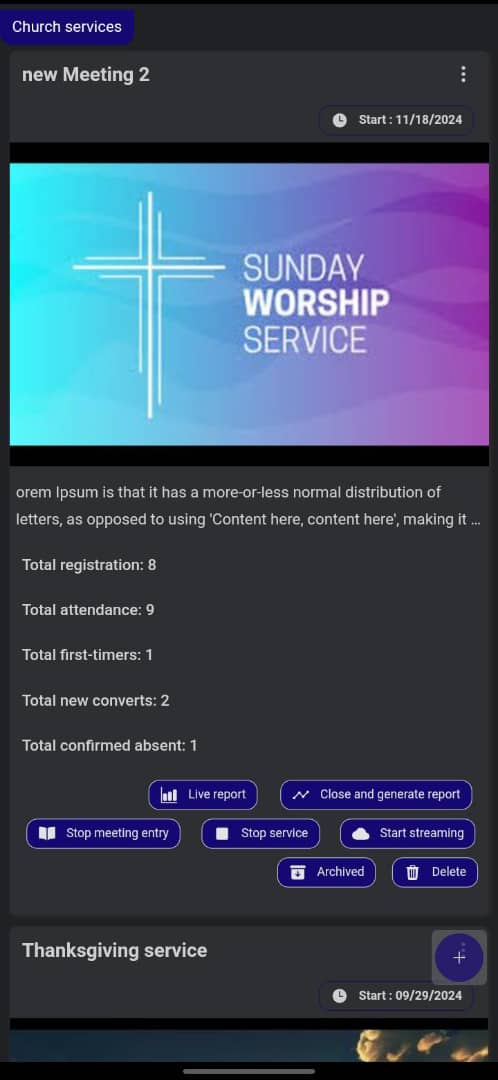 Church services
new Meeting 2
Start : 11/18/2024
SUNDAY
WORSHIP
SERVICE
orem Ipsum is that it has a more-or-less normal distribution of
letters, as opposed to using 'Content here, content here', making it ...
Total registration: 8
Total attendance: 9
Total first-timers: 1
Total new converts: 2
Total confirmed absent: 1
Live report
Close and generate report
Stop meeting entry
Stop service
Start streaming
Archived
Delete
Thanksgiving service
Start : 09/29/2024